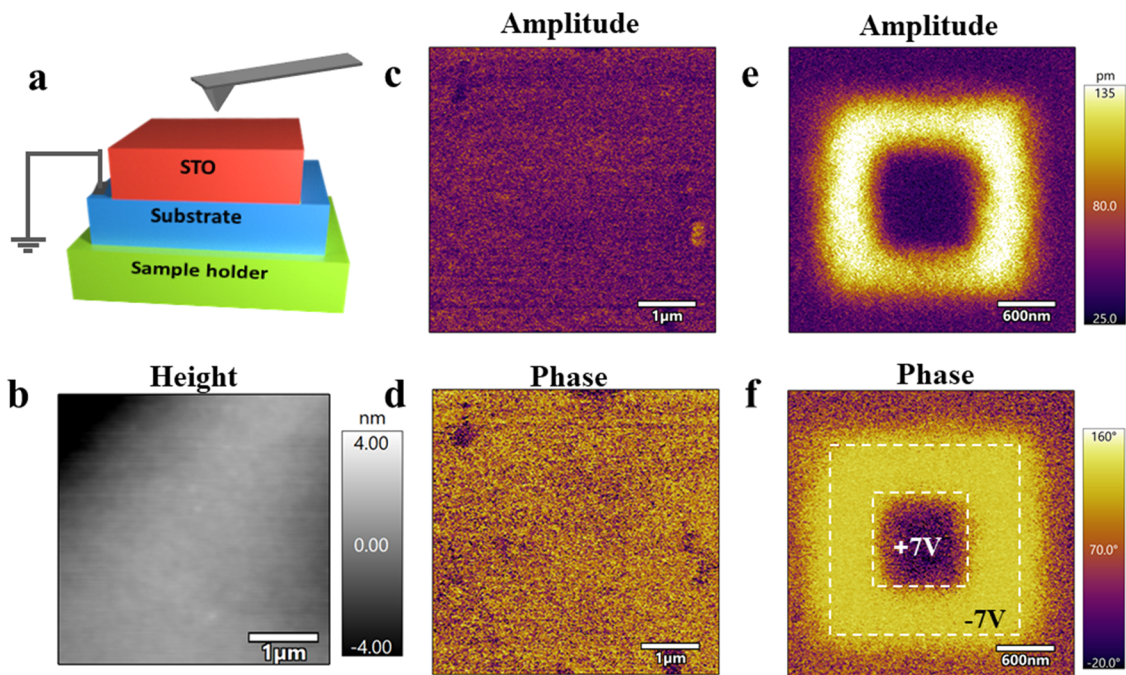 a
STO
Substrate
Sample holder
b
Height
1μm
nm
4.00
0.00
-4.00
Amplitude
c
1μm
d
Phase
1μm
Amplitude
e
600nm
pm
135
80.0
25.0
Phase
f
+7V
-7V
600nm
160°
70.0°
-20.0°